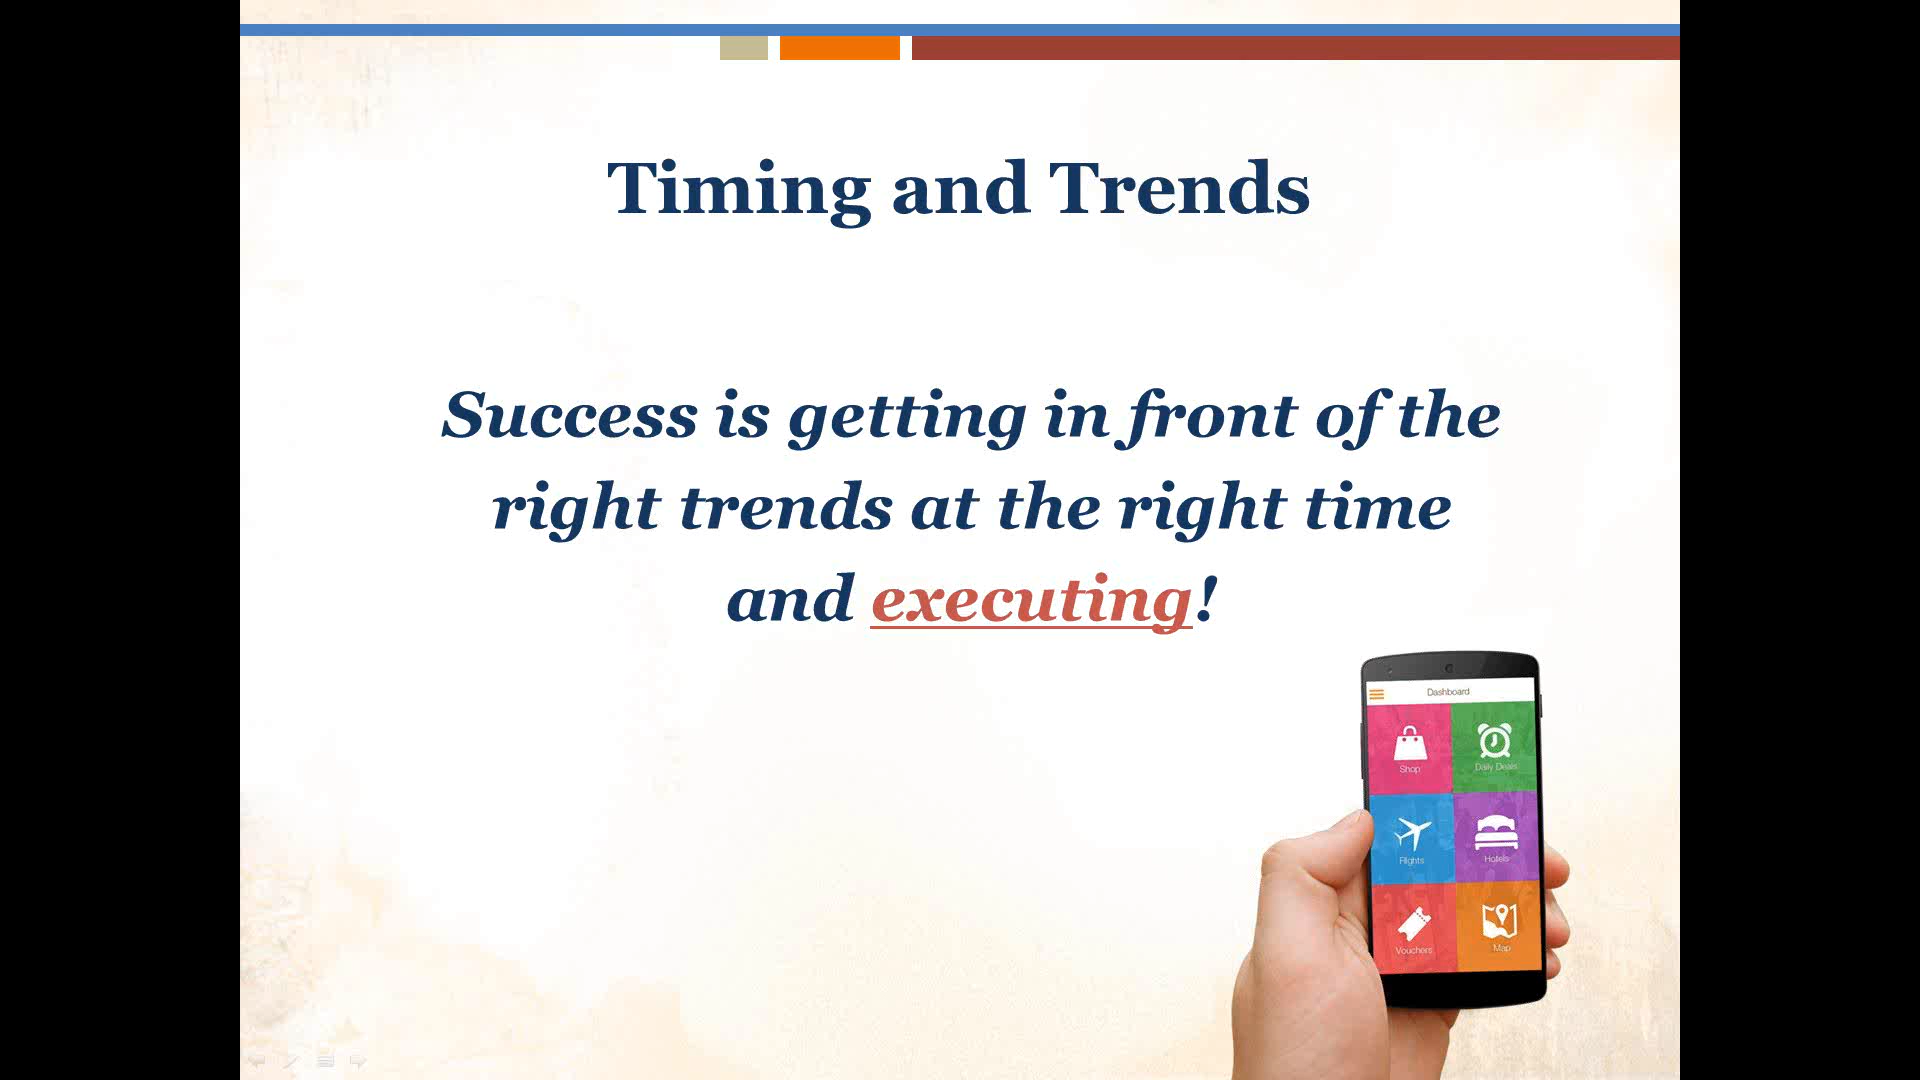 Timing and Trends
Success is getting in front of the
right trends at the right time
and executing!
Dashboard
Shop
Daily Deals
Flights
Hotels
Vouchers
Map